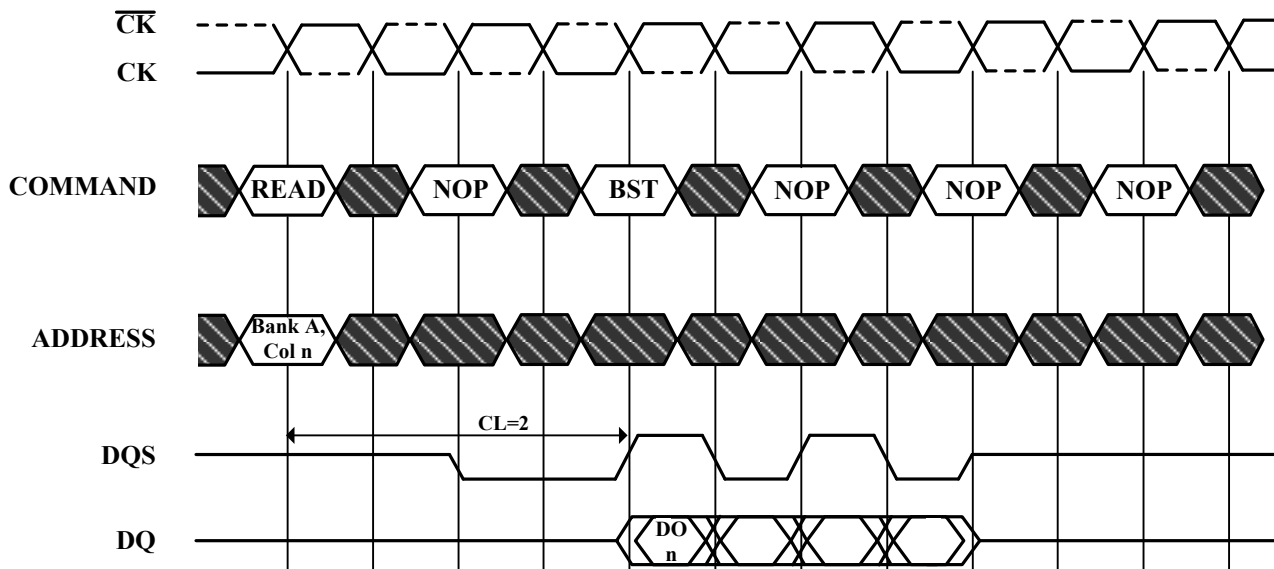 CK
CK
COMMAND READ NOP BST NOP NOP NOP
ADDRESS Bank A,
Col n
CL=2
DQS
DQ DO
n